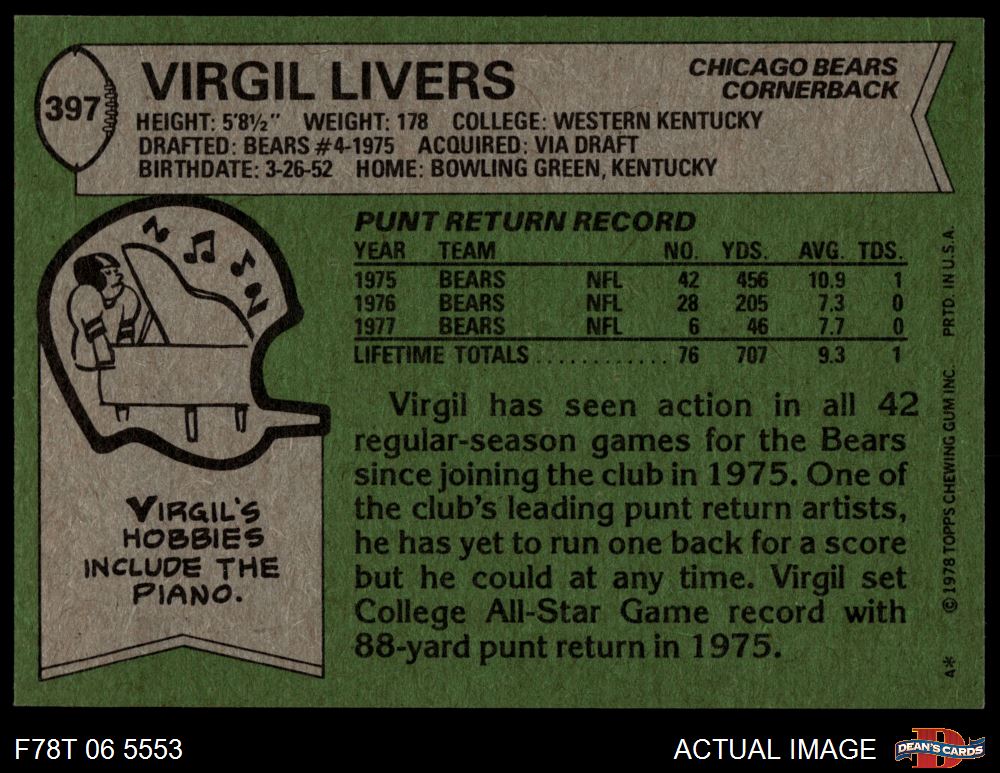 397
VIRGIL LIVERS
CHICAGO BEARS
CORNERBACK
HEIGHT: 5'8½" WEIGHT: 178 COLLEGE: WESTERN KENTUCKY
DRAFTED: BEARS #4-1975 ACQUIRED: VIA DRAFT
BIRTHDATE: 3-26-52 HOME: BOWLING GREEN, KENTUCKY
PUNT RETURN RECORD
YEAR TEAM NO. YDS. AVG. TDS.
1975 BEARS NFL 42 456 10.9 1
1976 BEARS NFL 28 205 7.3 0
1977 BEARS NFL 6 46 7.7 0
LIFETIME TOTALS ............ 76 707 9.3 1
Virgil has seen action in all 42
regular-season games for the Bears
since joining the club in 1975. One of
the club's leading punt return artists,
he has yet to run one back for a score
but he could at any time. Virgil set
College All-Star Game record with
88-yard punt return in 1975.
VIRGIL'S
HOBBIES
INCLUDE THE
PIANO.
A* © 1978 TOPPS CHEWING GUM INC. PRTD. IN U.S.A.
F78T 06 5553
ACTUAL IMAGE
D
DEAN'S CARDS